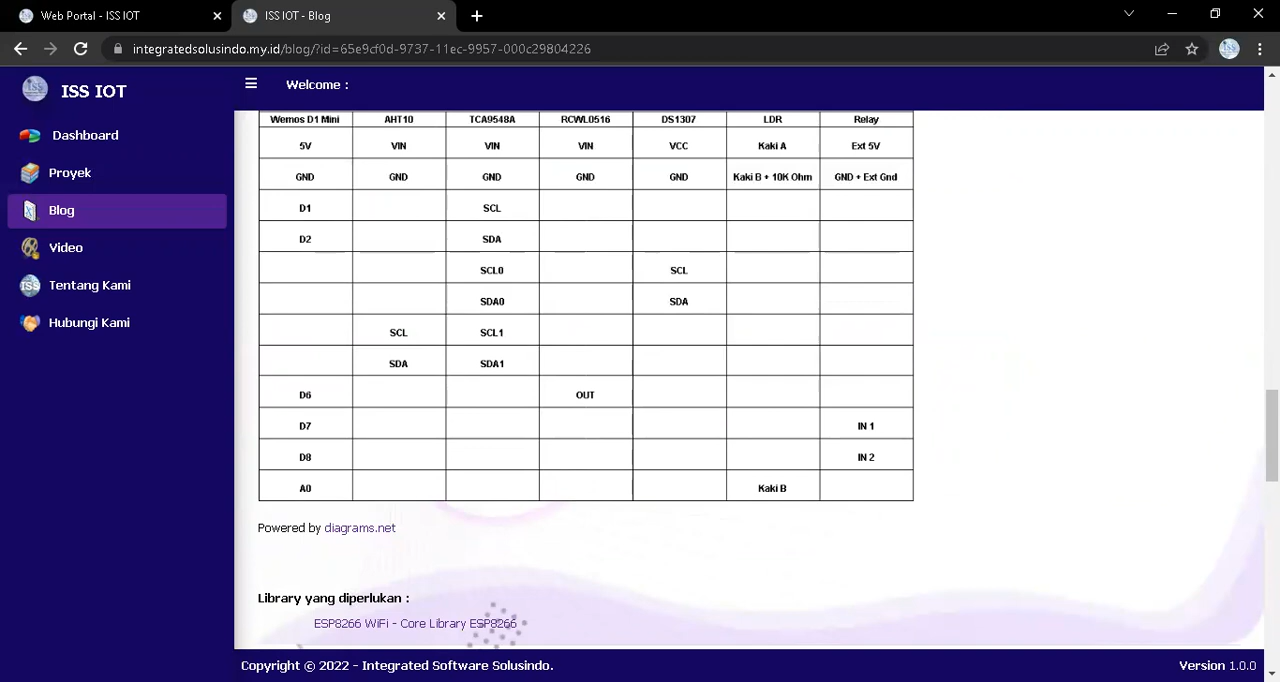 Web Portal - ISS IOT
ISS IOT - Blog
integratedsolusindo.my.id/blog/?id=65e9cf0d-9737-11ec-9957-000c29804226
ISS IOT
Welcome :
Dashboard
Proyek
Blog
Video
Tentang Kami
Hubungi Kami
Wemos D1 Mini AHT10 TCA9548A RCWL0516 DS1307 LDR Relay
5V VIN VIN VIN VCC Kaki A Ext 5V
GND GND GND GND GND Kaki B + 10K Ohm GND + Ext Gnd
D1 SCL
D2 SDA
SCL0 SCL
SDA0 SDA
SCL SCL1
SDA SDA1
D6 OUT
D7 IN 1
D8 IN 2
A0 Kaki B
Powered by diagrams.net
Library yang diperlukan :
ESP8266 WiFi - Core Library ESP8266
Copyright © 2022 - Integrated Software Solusindo.
Version 1.0.0